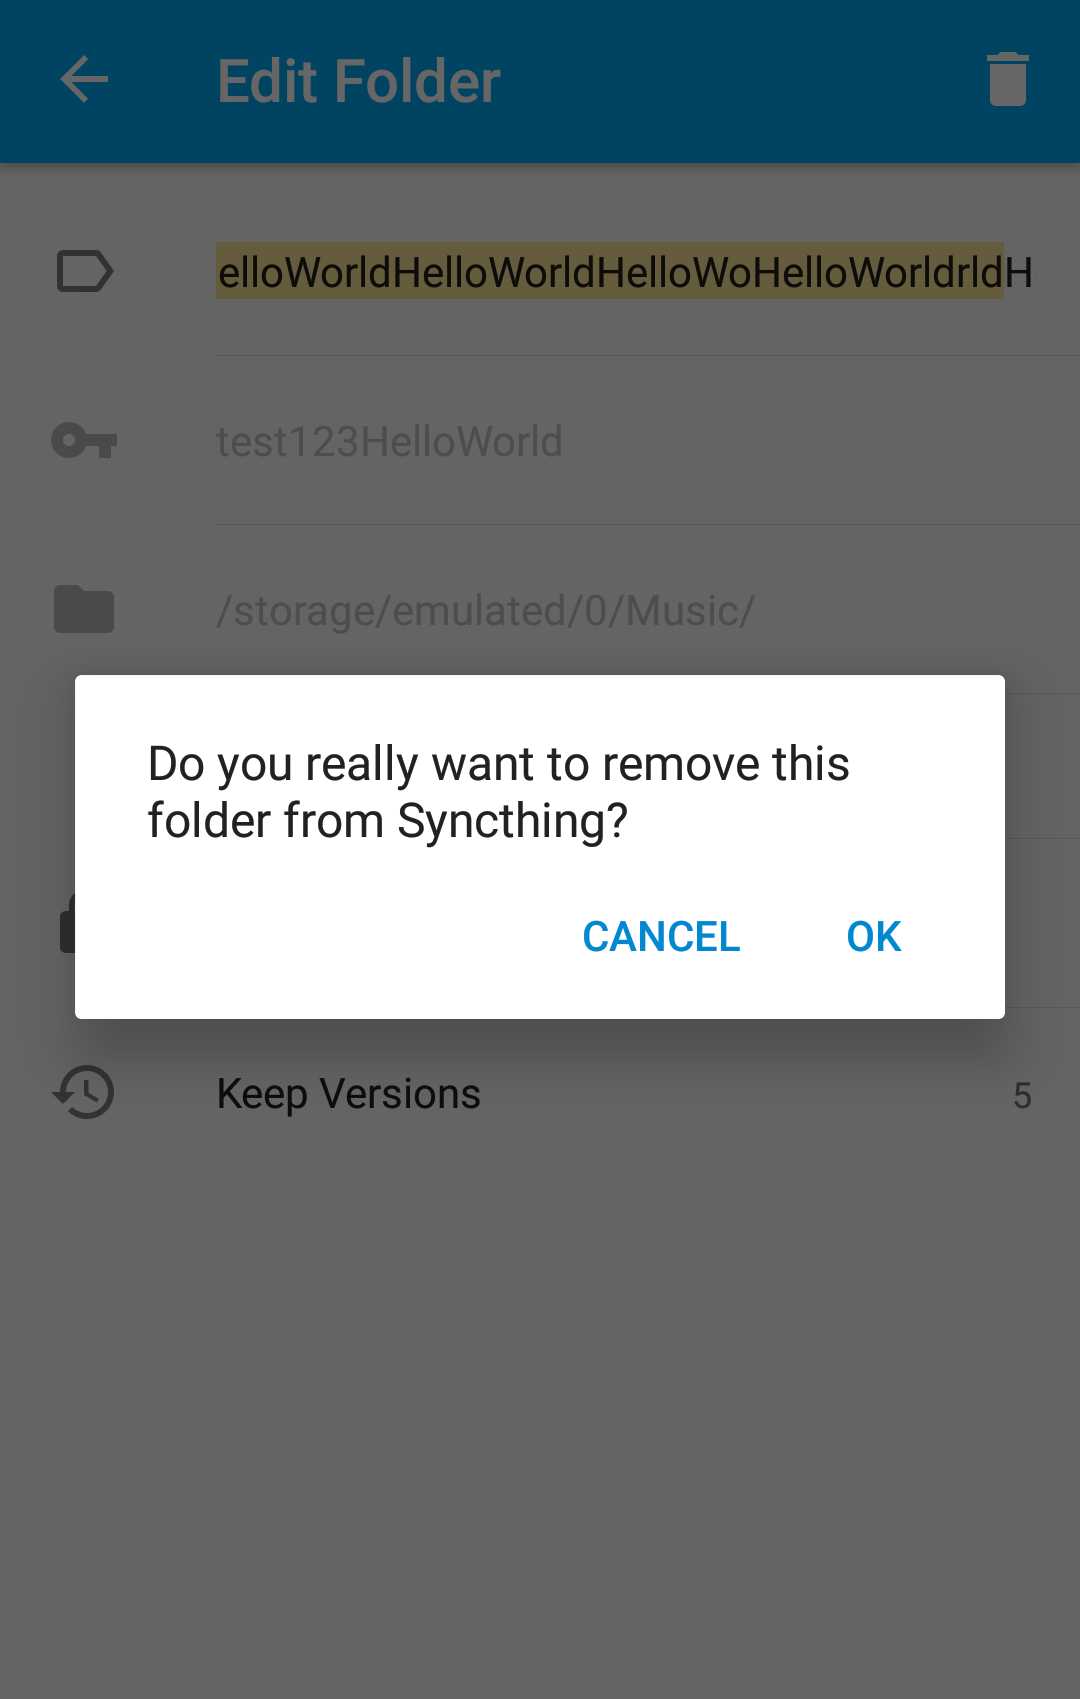 Edit Folder
elloWorldHelloWorldHelloWoHelloWorldrldH
test123HelloWorld
/storage/emulated/0/Music/
Do you really want to remove this
folder from Syncthing?
CANCEL OK
Keep Versions 5